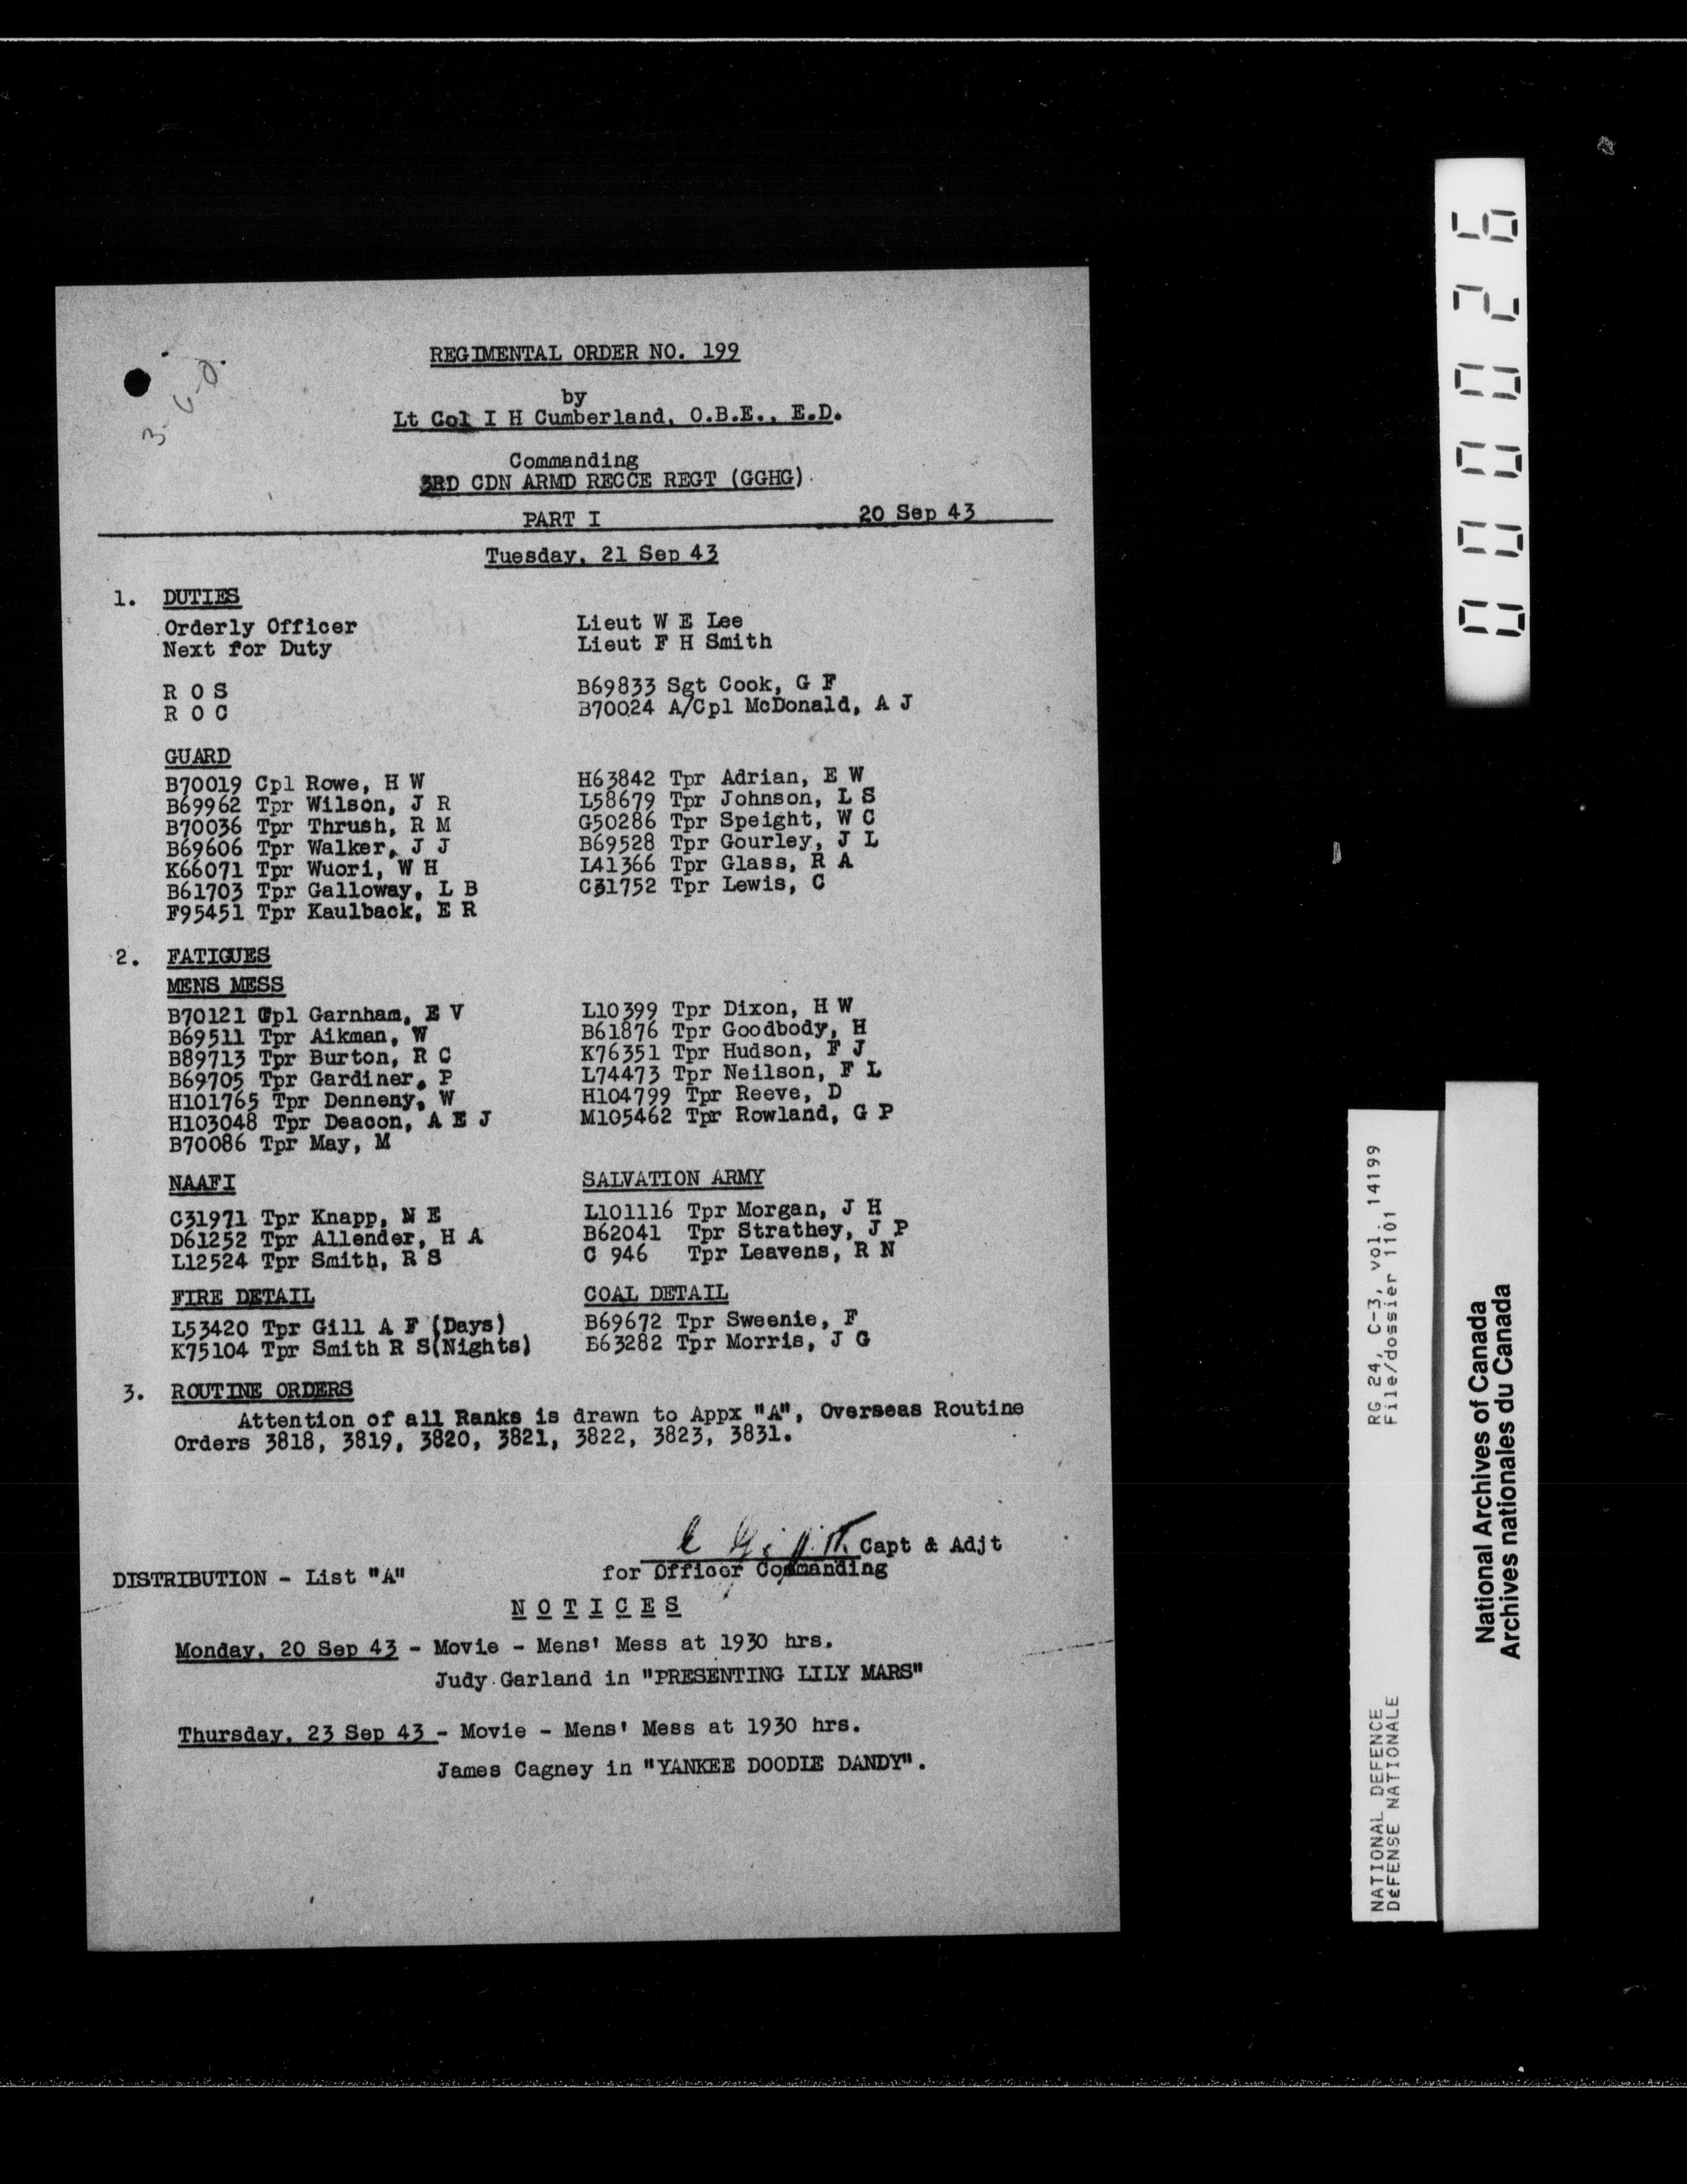 REGIMENTAL ORDER NO. 199
by
Lt Col I H Cumberland, O.B.E., E.D.
Commanding
3RD CDN ARMD RECCE REGT (GGHG)
PART I 20 Sep 43
Tuesday, 21 Sep 43
1. DUTIES
Orderly Officer Lieut W E Lee
Next for Duty Lieut F H Smith
R O S B69833 Sgt Cook, G F
R O C B70024 A/Cpl McDonald, A J
GUARD
B70019 Cpl Rowe, H W H63842 Tpr Adrian, E W
B69962 Tpr Wilson, J R L58679 Tpr Johnson, L S
B70036 Tpr Thrush, R M G50286 Tpr Speight, W C
B69606 Tpr Walker, J J B69528 Tpr Gourley, J L
K66071 Tpr Wuori, W H L41366 Tpr Glass, R A
B61703 Tpr Galloway, L B C31752 Tpr Lewis, C
F95451 Tpr Kaulback, E R
2. FATIGUES
MENS MESS
B70121 Cpl Garnham, E V L10399 Tpr Dixon, H W
B69511 Tpr Aikman, W B61876 Tpr Goodbody, H
B89713 Tpr Burton, R C K76351 Tpr Hudson, F J
B69705 Tpr Gardiner, P L74473 Tpr Neilson, F L
H101765 Tpr Denneny, W H104799 Tpr Reeve, D
H103048 Tpr Deacon, A E J M105462 Tpr Rowland, G P
B70086 Tpr May, M
NAAFI SALVATION ARMY
C31971 Tpr Knapp, N E L101116 Tpr Morgan, J H
D61252 Tpr Allender, H A B62041 Tpr Strathey, J P
L12524 Tpr Smith, R S C 946 Tpr Leavens, R N
FIRE DETAIL COAL DETAIL
L53420 Tpr Gill A F (Days) B69672 Tpr Sweenie, F
K75104 Tpr Smith R S(Nights) B63282 Tpr Morris, J G
3. ROUTINE ORDERS
Attention of all Ranks is drawn to Appx "A", Overseas Routine
Orders 3818, 3819, 3820, 3821, 3822, 3823, 3831.
Capt & Adjt
for Officer Commanding
DISTRIBUTION - List "A"
N O T I C E S
Monday, 20 Sep 43 - Movie - Mens' Mess at 1930 hrs.
Judy Garland in "PRESENTING LILY MARS"
Thursday, 23 Sep 43 - Movie - Mens' Mess at 1930 hrs.
James Cagney in "YANKEE DOODLE DANDY".
000026
NATIONAL DEFENCE RG 24, C-3, vol. 14199
DÉFENSE NATIONALE File/dossier 1101
National Archives of Canada
Archives nationales du Canada